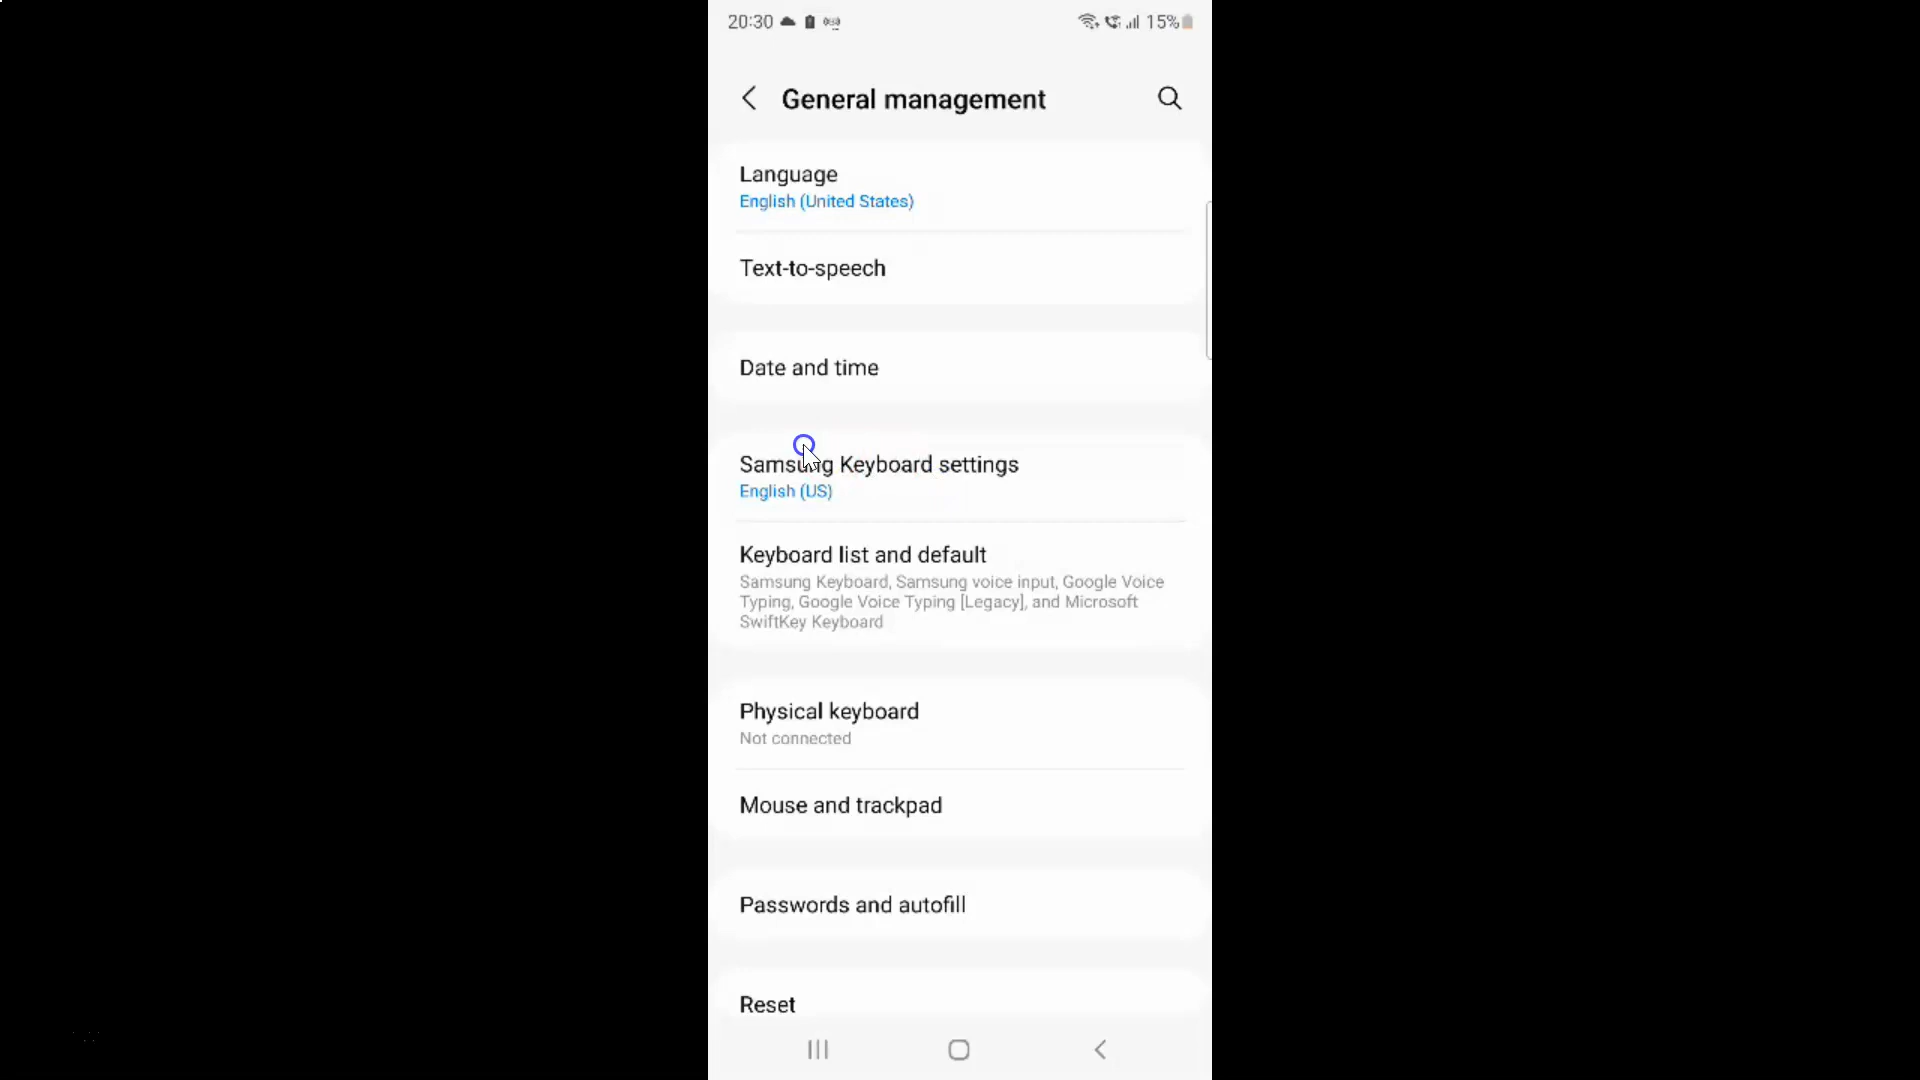 20:30
15%
General management
Language
English (United States)
Text-to-speech
Date and time
Samsung Keyboard settings
English (US)
Keyboard list and default
Samsung Keyboard, Samsung voice input, Google Voice
Typing, Google Voice Typing [Legacy], and Microsoft
SwiftKey Keyboard
Physical keyboard
Not connected
Mouse and trackpad
Passwords and autofill
Reset